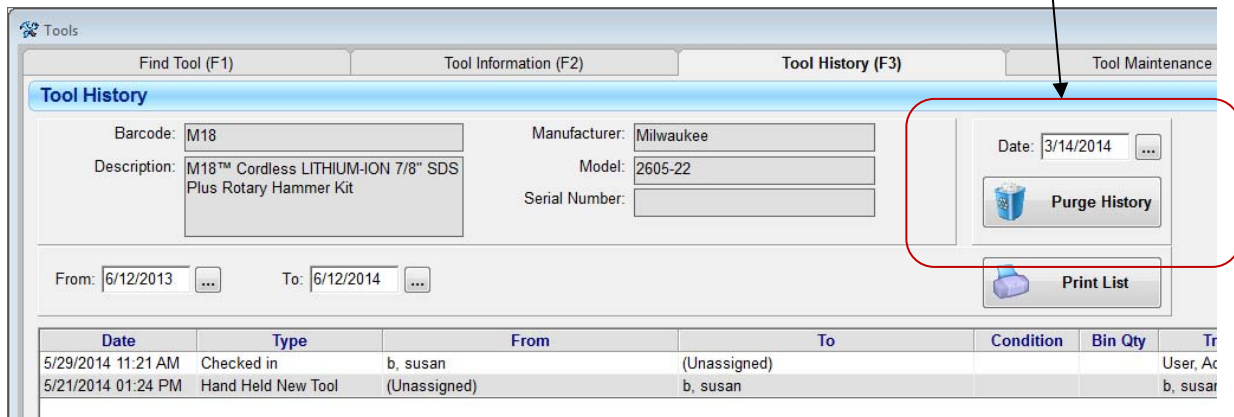 Tools
Find Tool (F1) Tool Information (F2) Tool History (F3) Tool Maintenance
Tool History
Barcode: M18 Manufacturer: Milwaukee Date: 3/14/2014 ...
Description: M18™ Cordless LITHIUM-ION 7/8" SDS Model: 2605-22
Plus Rotary Hammer Kit Serial Number: Purge History
From: 6/12/2013 ... To: 6/12/2014 ... Print List
Date Type From To Condition Bin Qty
5/29/2014 11:21 AM Checked in b, susan (Unassigned) User,
5/21/2014 01:24 PM Hand Held New Tool (Unassigned) b, susan b,